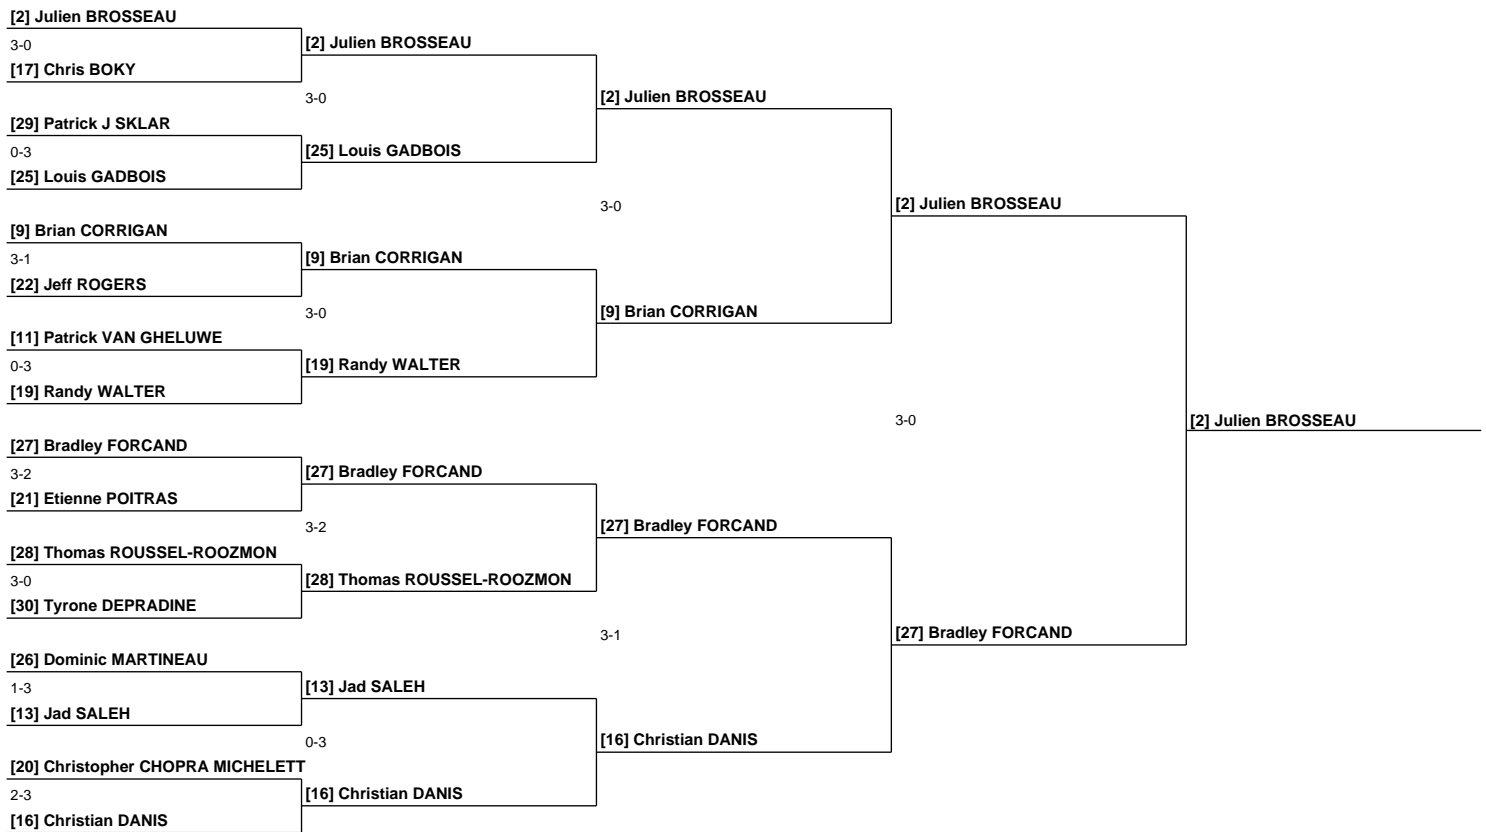 [2] Julien BROSSEAU
3-0
[17] Chris BOKY
[29] Patrick J SKLAR
0-3
[25] Louis GADBOIS
[9] Brian CORRIGAN
3-1
[22] Jeff ROGERS
[11] Patrick VAN GHELUWE
0-3
[19] Randy WALTER
[27] Bradley FORCAND
3-2
[21] Etienne POITRAS
[28] Thomas ROUSSEL-ROOZMON
3-0
[30] Tyrone DEPRADINE
[26] Dominic MARTINEAU
1-3
[13] Jad SALEH
[20] Christopher CHOPRA MICHELETT
2-3
[16] Christian DANIS
[2] Julien BROSSEAU
3-0
[25] Louis GADBOIS
[9] Brian CORRIGAN
3-0
[19] Randy WALTER
[27] Bradley FORCAND
3-2
[28] Thomas ROUSSEL-ROOZMON
[13] Jad SALEH
0-3
[16] Christian DANIS
[2] Julien BROSSEAU
3-0
[9] Brian CORRIGAN
[27] Bradley FORCAND
3-1
[16] Christian DANIS
[2] Julien BROSSEAU
3-0
[27] Bradley FORCAND
[2] Julien BROSSEAU